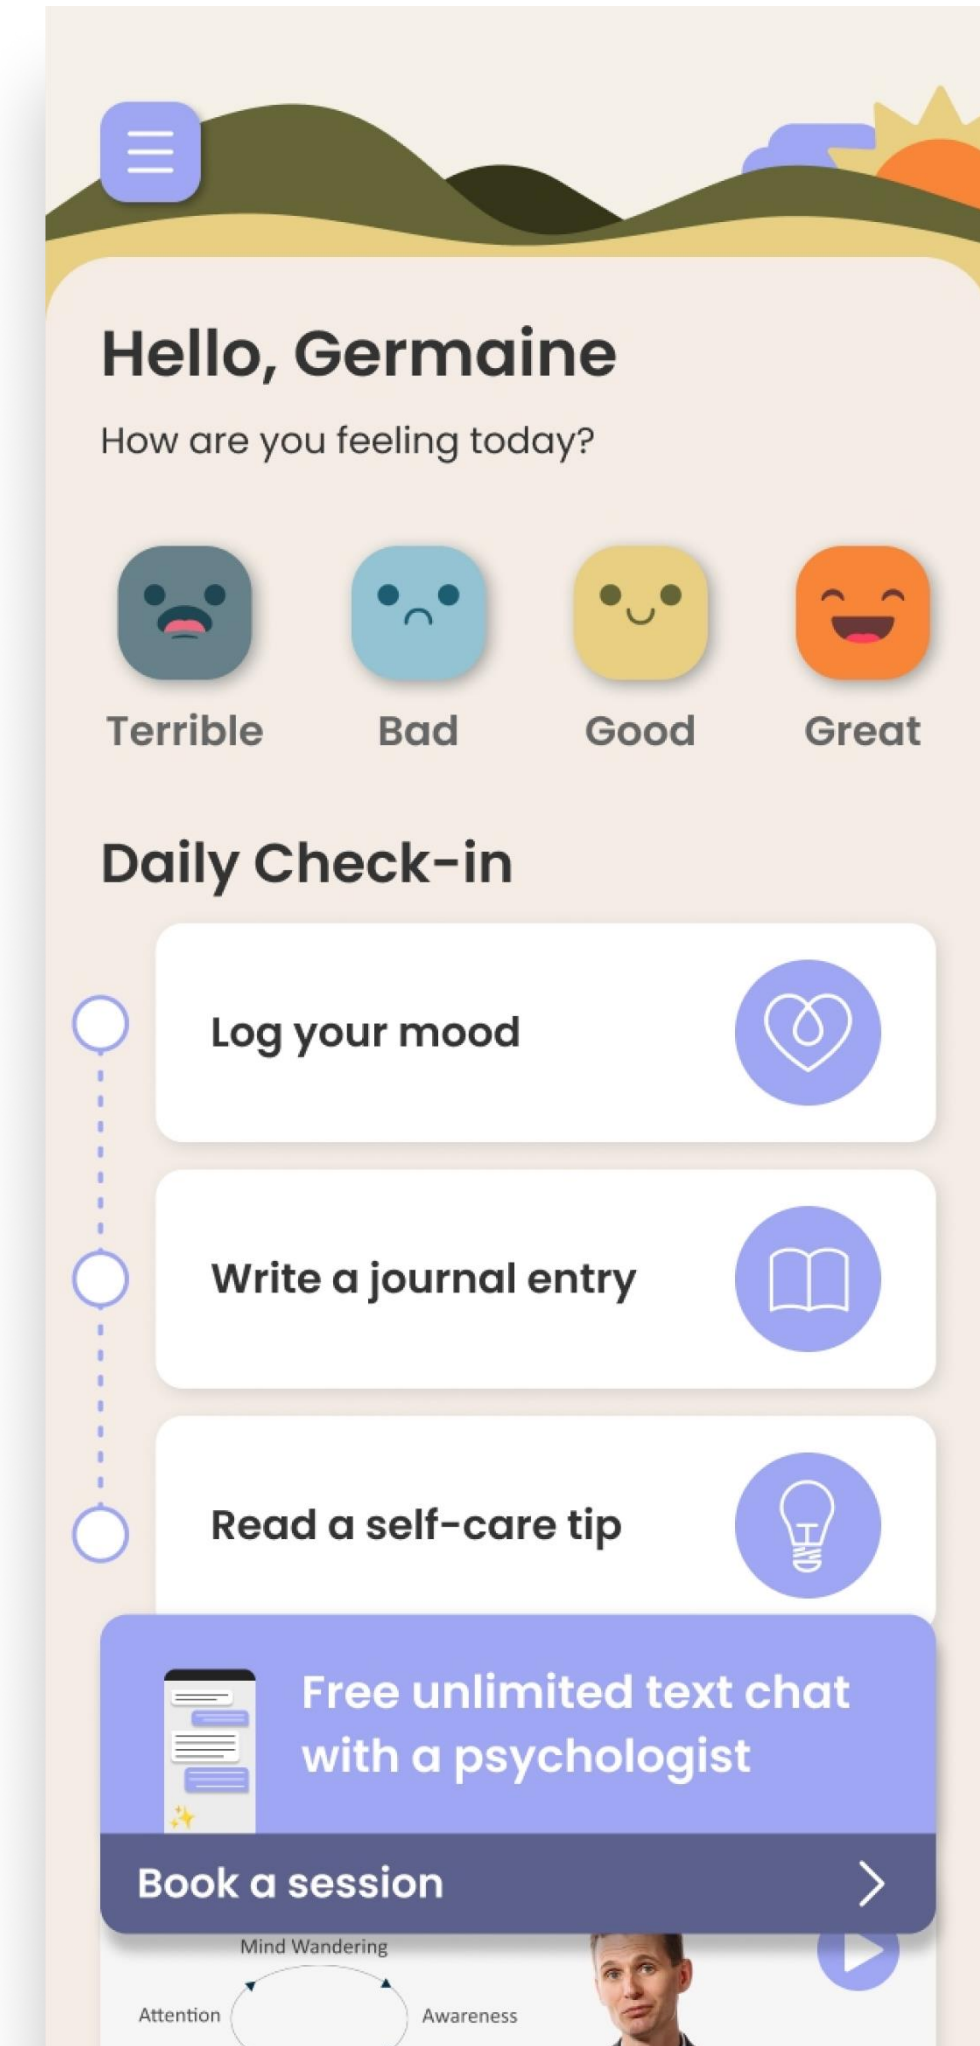 Hello, Germaine
How are you feeling today?
Terrible
Bad
Good
Great
Daily Check-in
Log your mood
Write a journal entry
Read a self-care tip
Free unlimited text chat
with a psychologist
Book a session
Mind Wandering
Attention
Awareness